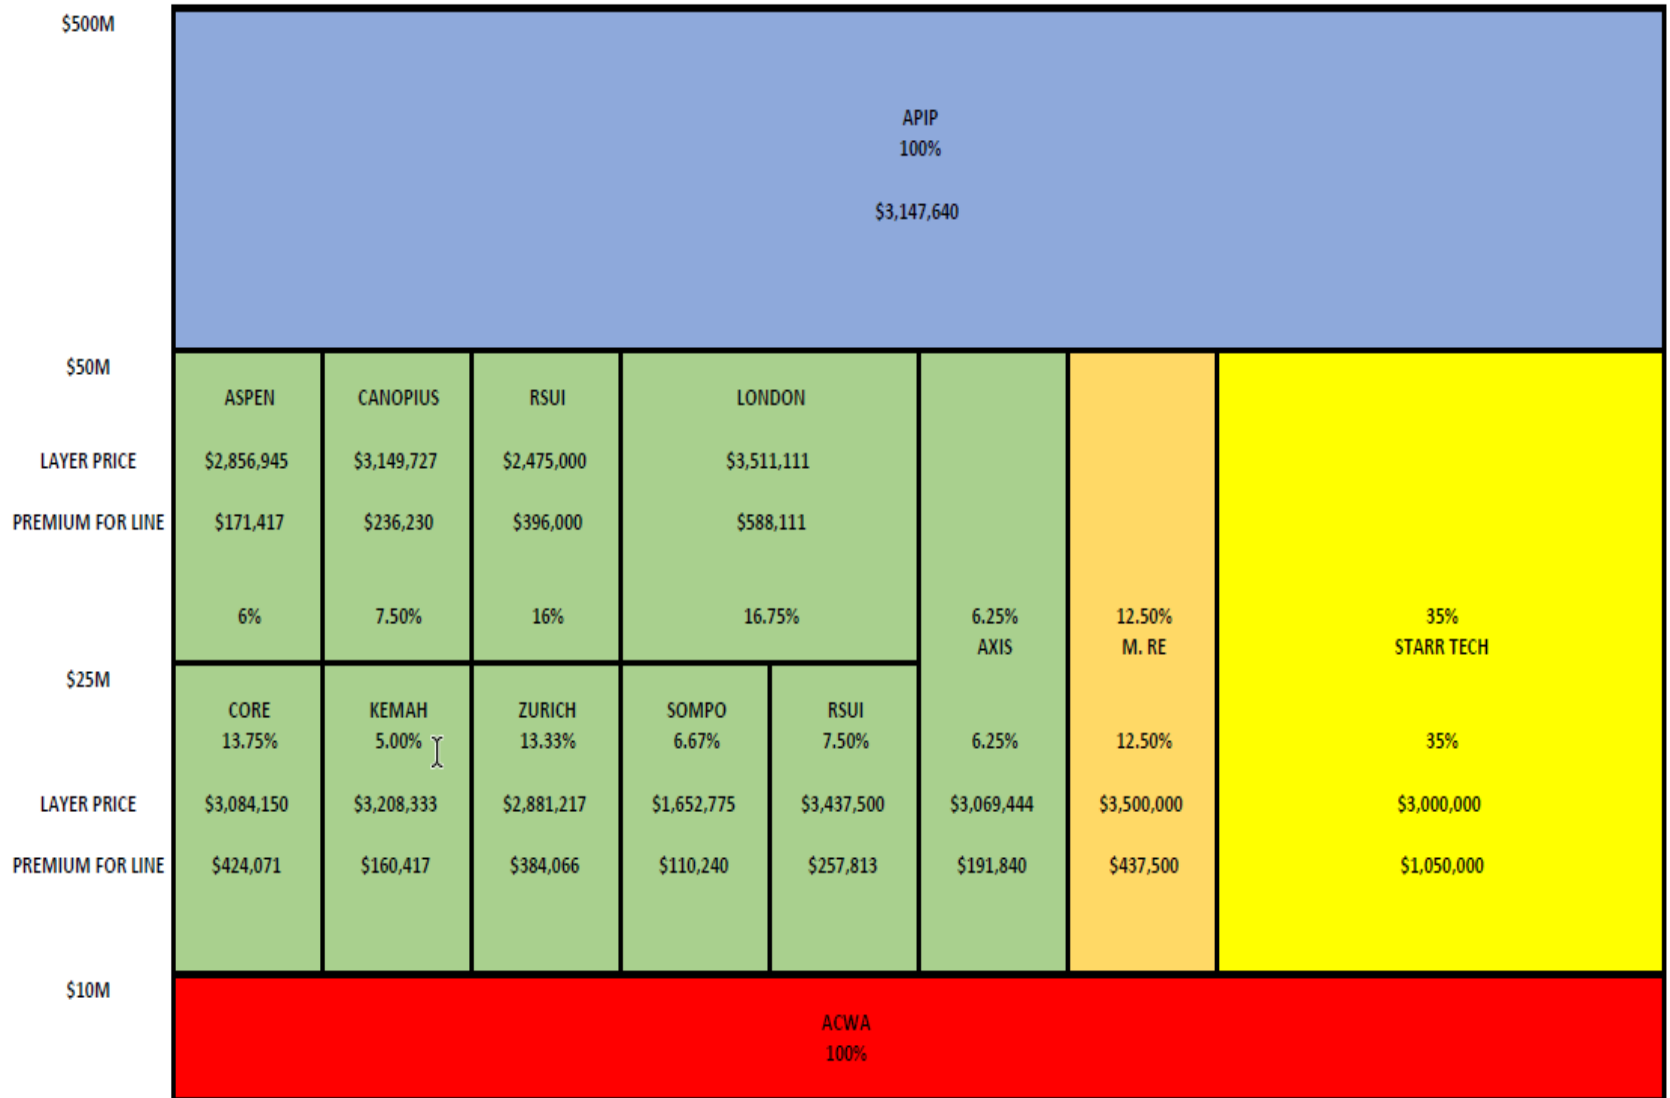 $500M
APIP
100%
$3,147,640
$50M
ASPEN CANOPIUS RSUI LONDON
LAYER PRICE $2,856,945 $3,149,727 $2,475,000 $3,511,111
PREMIUM FOR LINE $171,417 $236,230 $396,000 $588,111
6% 7.50% 16% 16.75% 6.25% 12.50% 35%
AXIS M. RE STARR TECH
$25M
CORE KEMAH ZURICH SOMPO RSUI
13.75% 5.00% 13.33% 6.67% 7.50% 6.25% 12.50% 35%
LAYER PRICE $3,084,150 $3,208,333 $2,881,217 $1,652,775 $3,437,500 $3,069,444 $3,500,000 $3,000,000
PREMIUM FOR LINE $424,071 $160,417 $384,066 $110,240 $257,813 $191,840 $437,500 $1,050,000
$10M
ACWA
100%